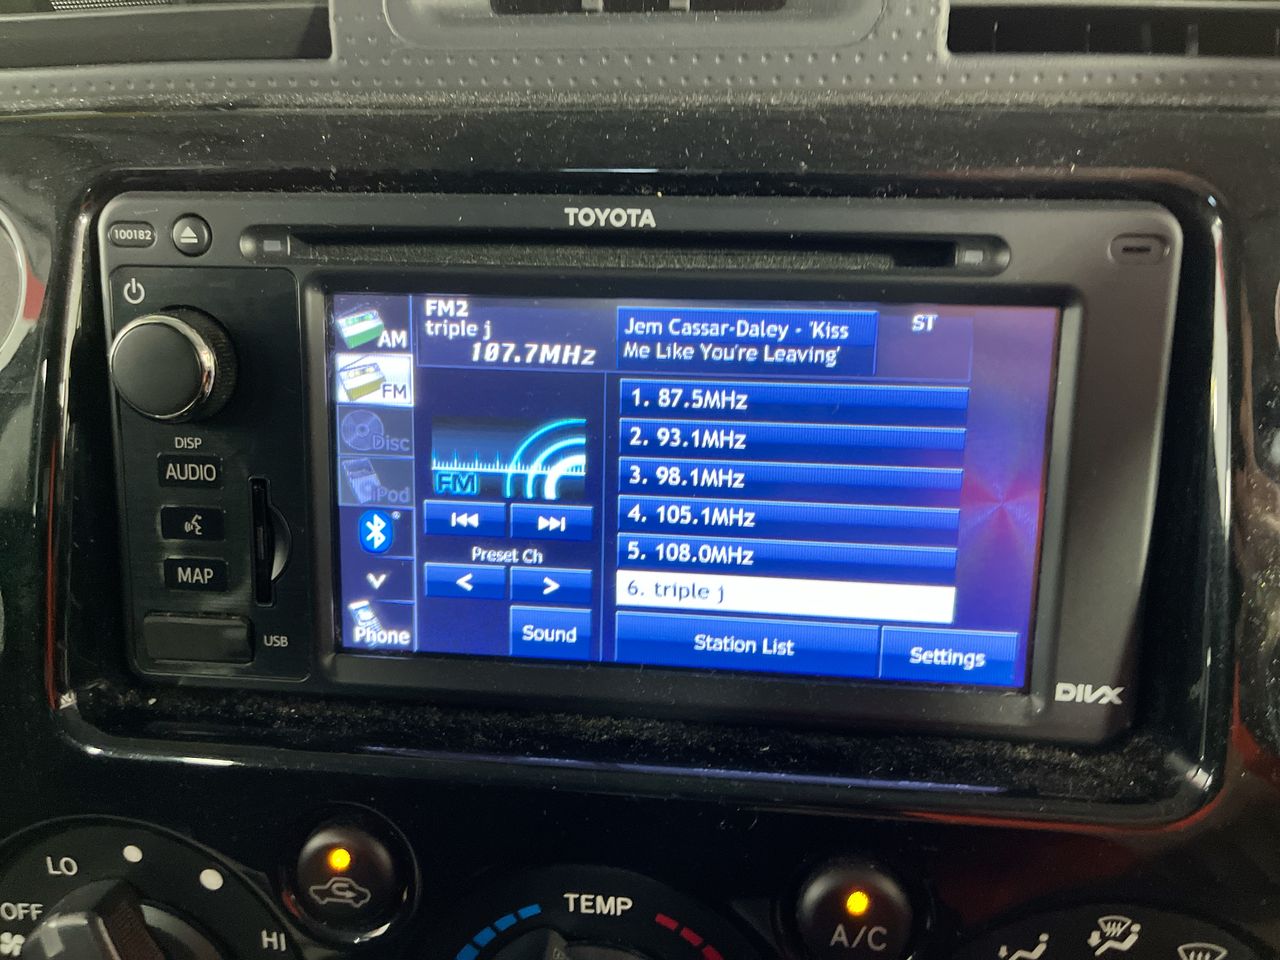 TOYOTA
100182
AM
FM2
triple j
107.7MHz
Jem Cassar-Daley - 'Kiss
Me Like You're Leaving'
ST
FM
Disc
iPod
Phone
FM
Preset Ch
<
>
Sound
1. 87.5MHz
2. 93.1MHz
3. 98.1MHz
4. 105.1MHz
5. 108.0MHz
6. triple j
Station List
Settings
DISP
AUDIO
MAP
USB
DIVX
LO
OFF
HI
TEMP
A/C